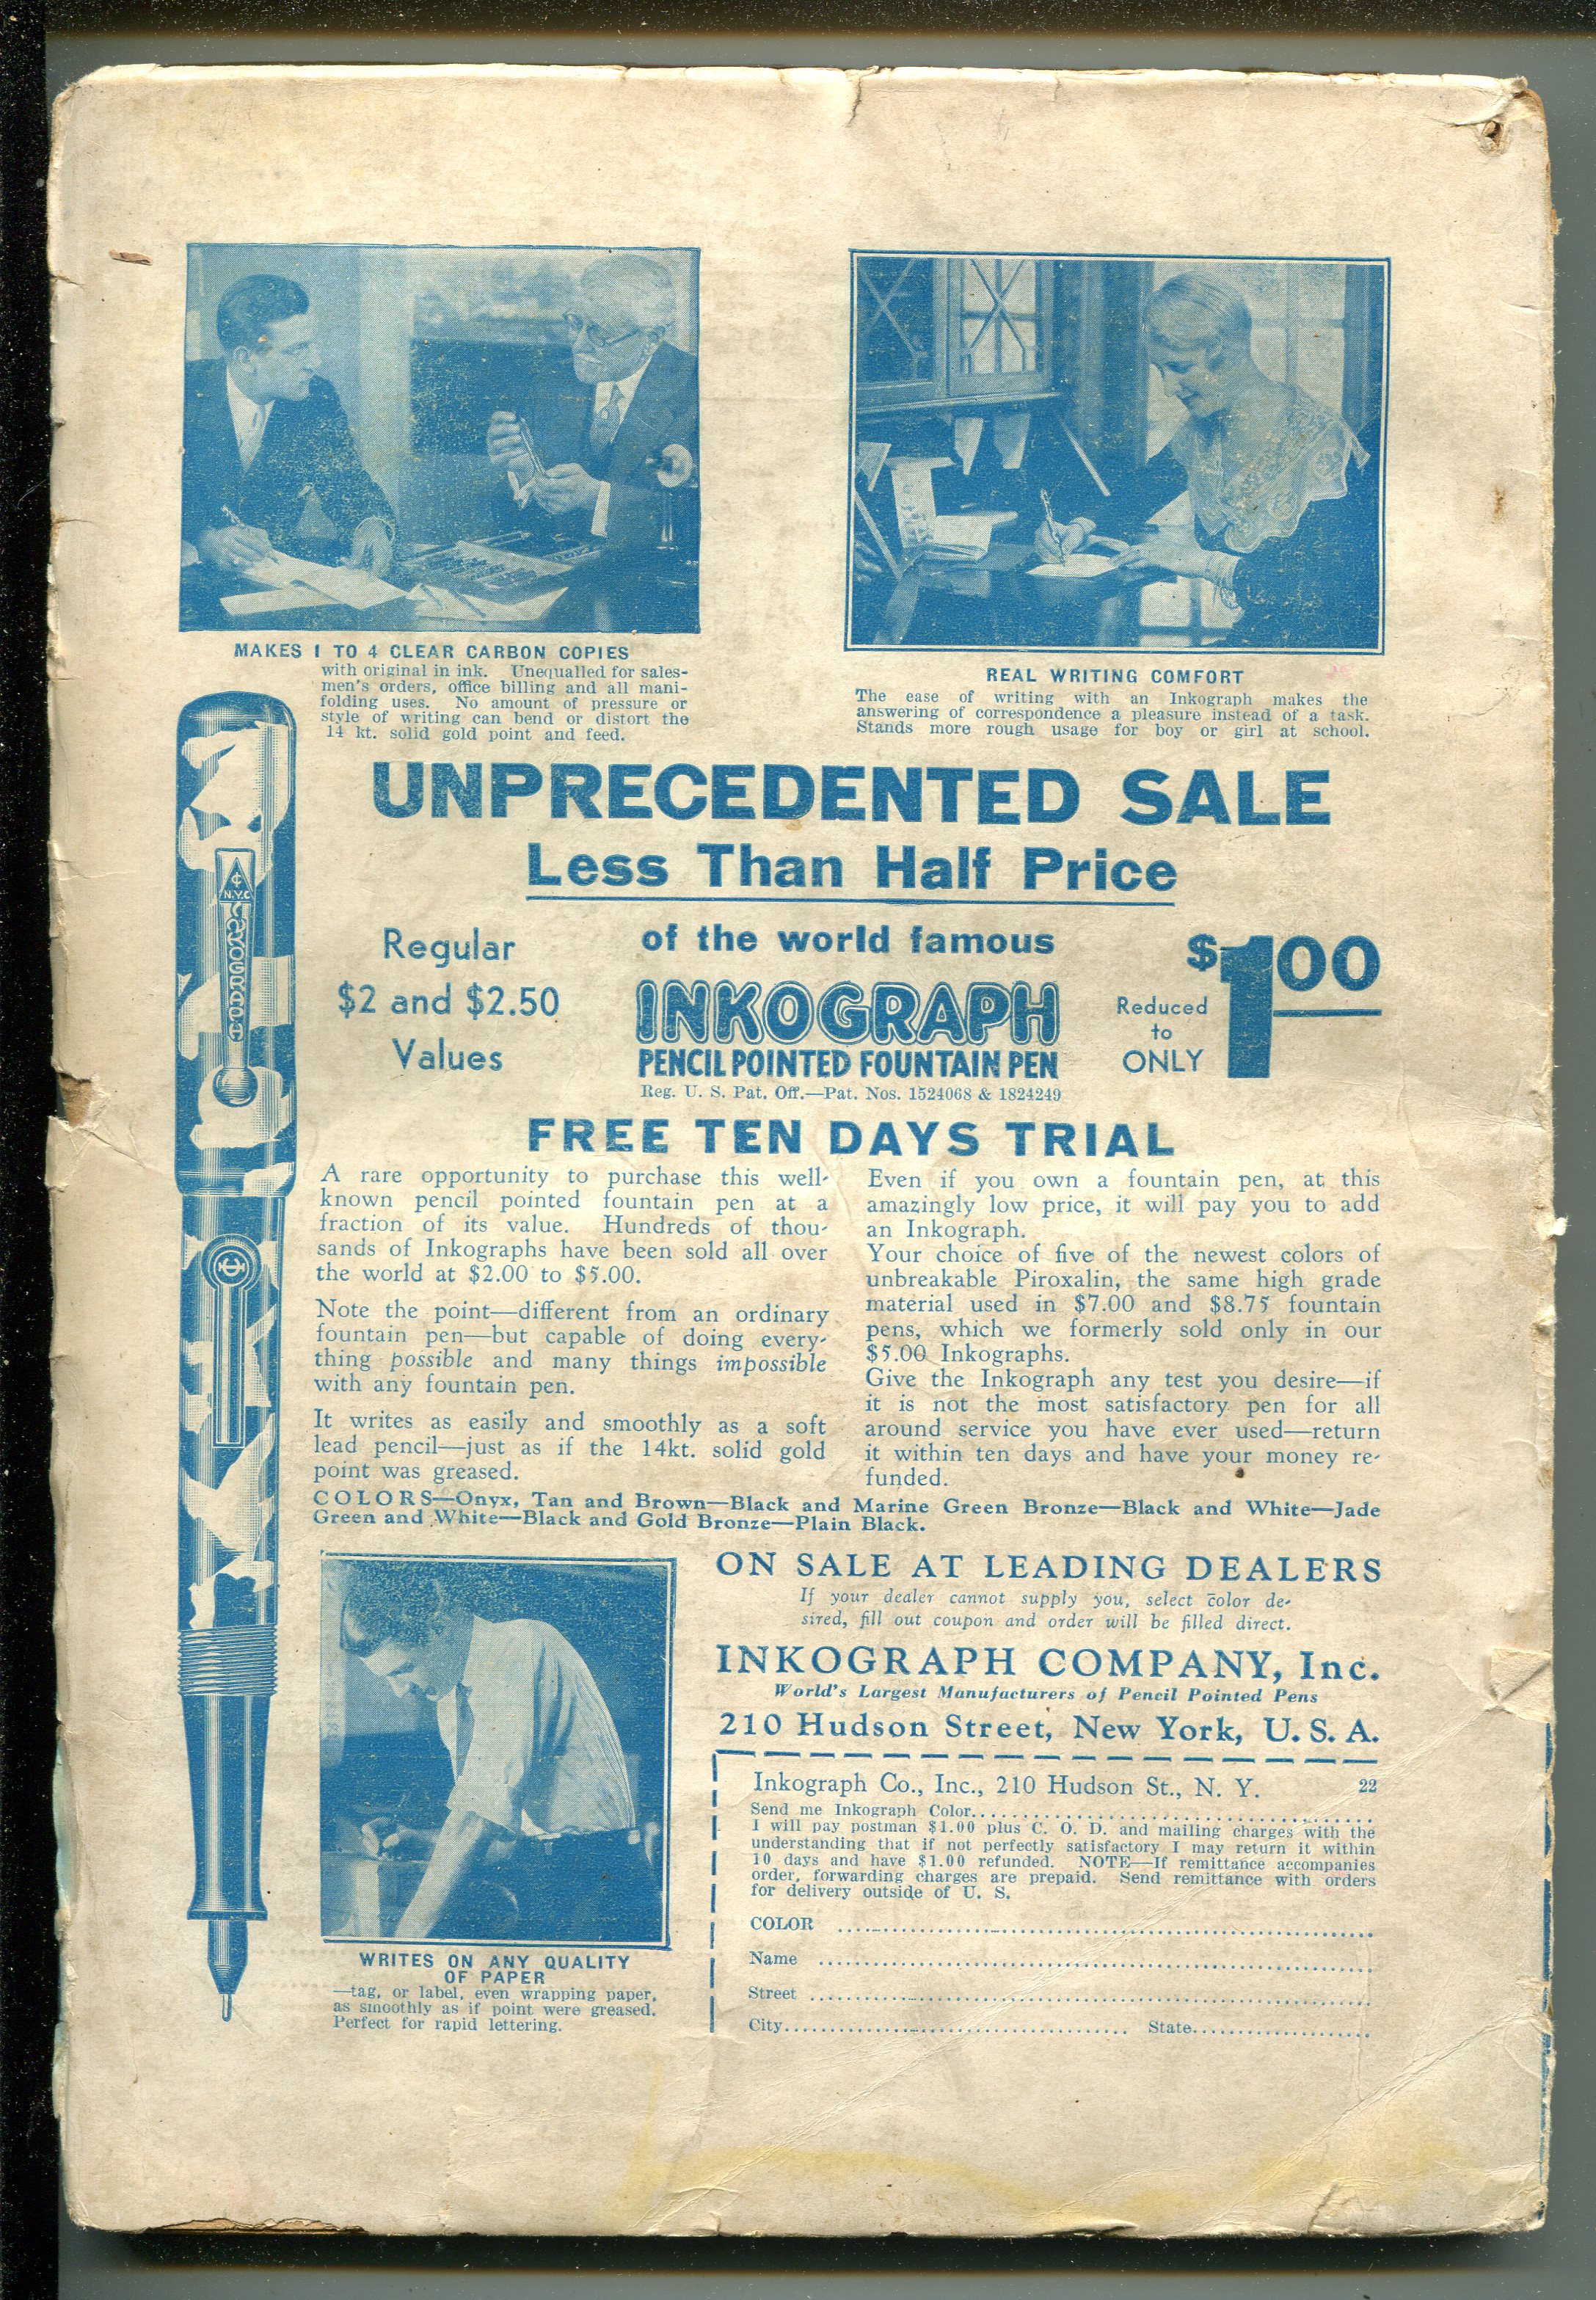 MAKES 1 TO 4 CLEAR CARBON COPIES
with original in ink. Unequalled for sales-
men's orders, office billing and all mani-
folding uses. No amount of pressure or
style of writing can bend or distort the
14 kt. solid gold point and feed.
REAL WRITING COMFORT
The ease of writing with an Inkograph makes the
answering of correspondence a pleasure instead of a task.
Stands more rough usage for boy or girl at school.
UNPRECEDENTED SALE
Less Than Half Price
Regular
$2 and $2.50
Values
of the world famous
INKOGRAPH
PENCIL POINTED FOUNTAIN PEN
Reg. U. S. Pat. Off.—Pat. Nos. 1524068 & 1824249
Reduced
to
ONLY
$1.00
N.Y.C
INKOGRAPH
FREE TEN DAYS TRIAL
A rare opportunity to purchase this well-
known pencil pointed fountain pen at a
fraction of its value. Hundreds of thou-
sands of Inkographs have been sold all over
the world at $2.00 to $5.00.
Note the point—different from an ordinary
fountain pen—but capable of doing every-
thing possible and many things impossible
with any fountain pen.
It writes as easily and smoothly as a soft
lead pencil—just as if the 14kt. solid gold
point was greased.
Even if you own a fountain pen, at this
amazingly low price, it will pay you to add
an Inkograph.
Your choice of five of the newest colors of
unbreakable Piroxalin, the same high grade
material used in $7.00 and $8.75 fountain
pens, which we formerly sold only in our
$5.00 Inkographs.
Give the Inkograph any test you desire—if
it is not the most satisfactory pen for all
around service you have ever used—return
it within ten days and have your money re-
funded.
COLORS—Onyx, Tan and Brown—Black and Marine Green Bronze—Black and White—Jade
Green and White—Black and Gold Bronze—Plain Black.
WRITES ON ANY QUALITY
OF PAPER
—tag, or label, even wrapping paper,
as smoothly as if point were greased.
Perfect for rapid lettering.
ON SALE AT LEADING DEALERS
If your dealer cannot supply you, select color de-
sired, fill out coupon and order will be filled direct.
INKOGRAPH COMPANY, Inc.
World's Largest Manufacturers of Pencil Pointed Pens
210 Hudson Street, New York, U. S. A.
Inkograph Co., Inc., 210 Hudson St., N. Y. 22
Send me Inkograph Color
I will pay postman $1.00 plus C. O. D. and mailing charges with the
understanding that if not perfectly satisfactory I may return it within
10 days and have $1.00 refunded. NOTE—If remittance accompanies
order, forwarding charges are prepaid. Send remittance with orders
for delivery outside of U. S.
COLOR
Name
Street
City State